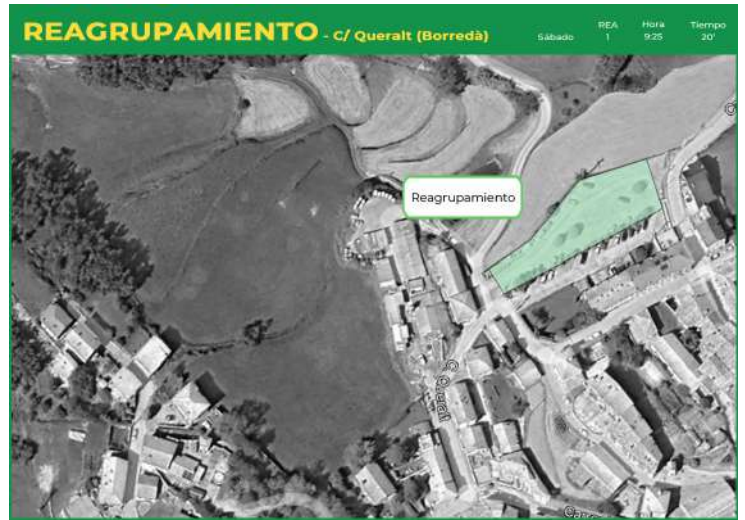 REAGRUPAMIENTO - C/ Queralt (Borredà)
Sábado
REA
1
Hora
9:25
Tiempo
20'
Reagrupamiento
C. Queralt